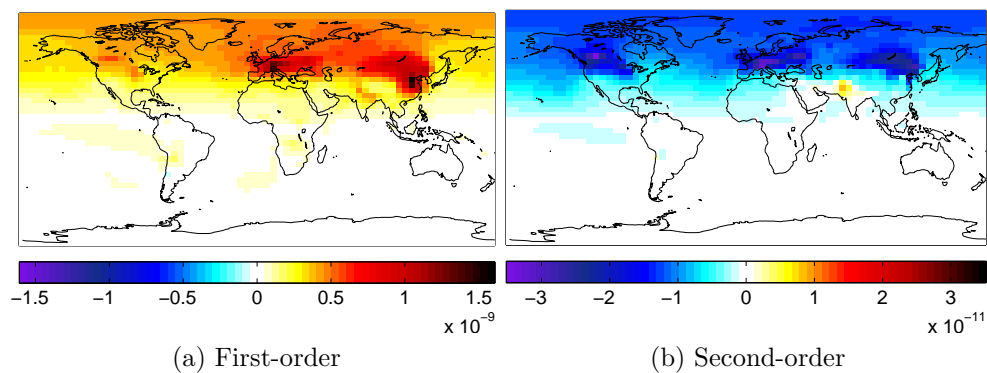 −1.5 −1 −0.5 0 0.5 1 1.5
x 10⁻⁹
−3 −2 −1 0 1 2 3
x 10⁻¹¹
(a) First-order
(b) Second-order